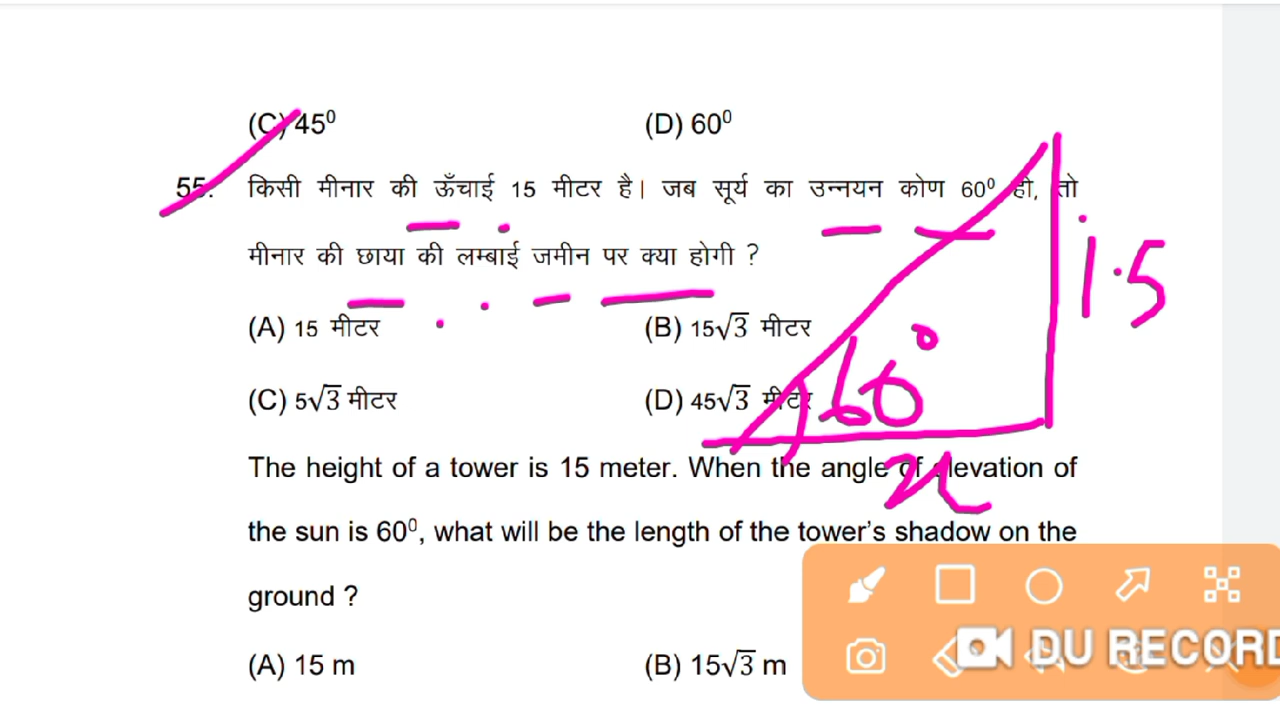 (C) 45⁰ (D) 60⁰
55. किसी मीनार की ऊँचाई 15 मीटर है। जब सूर्य का उन्नयन कोण 60⁰ हो, तो
मीनार की छाया की लम्बाई जमीन पर क्या होगी ?
(A) 15 मीटर (B) 15√3 मीटर
(C) 5√3 मीटर (D) 45√3 मीटर
15
60°
x
The height of a tower is 15 meter. When the angle of elevation of
the sun is 60⁰, what will be the length of the tower's shadow on the
ground ?
(A) 15 m (B) 15√3 m
DU RECORD